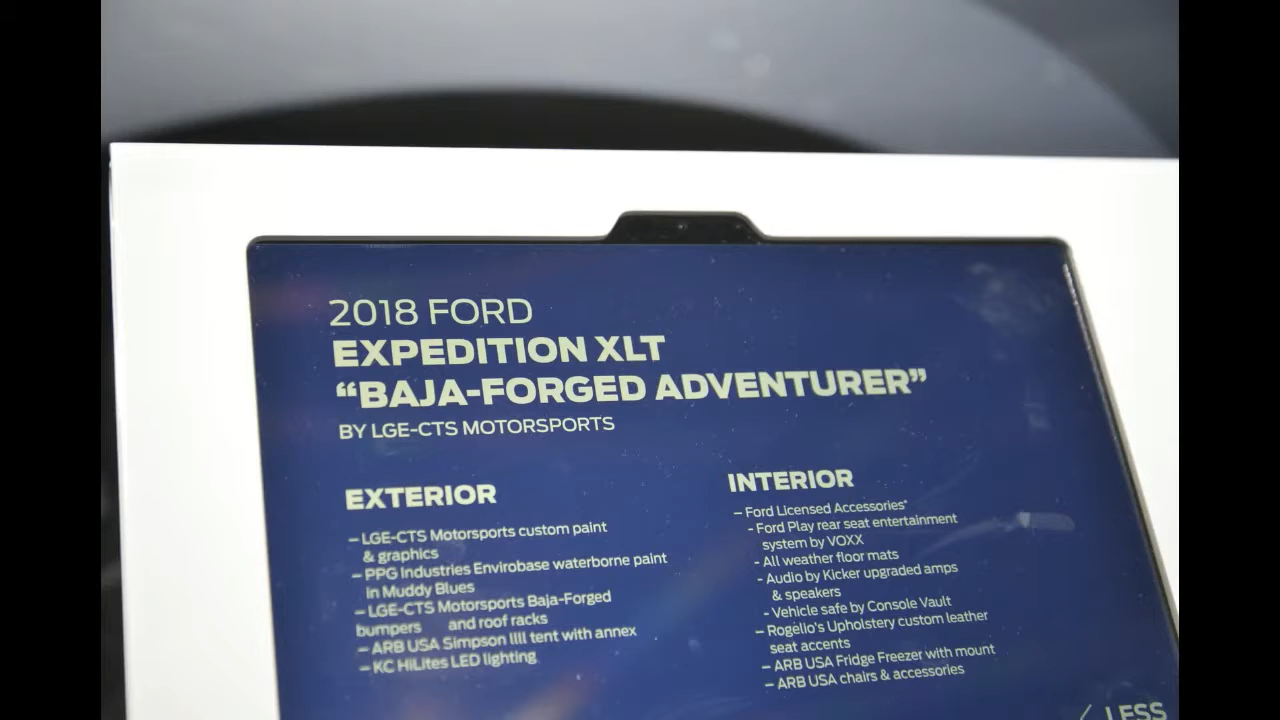 2018 FORD
EXPEDITION XLT
“BAJA-FORGED ADVENTURER”
BY LGE-CTS MOTORSPORTS
EXTERIOR
– LGE-CTS Motorsports custom paint
& graphics
– PPG Industries Envirobase waterborne paint
in Muddy Blues
– LGE-CTS Motorsports Baja-Forged
bumpers and roof racks
– ARB USA Simpson IIII tent with annex
– KC HiLites LED lighting
INTERIOR
– Ford Licensed Accessories*
- Ford Play rear seat entertainment
system by VOXX
- All weather floor mats
- Audio by Kicker upgraded amps
& speakers
- Vehicle safe by Console Vault
– Rogelio's Upholstery custom leather
seat accents
– ARB USA Fridge Freezer with mount
– ARB USA chairs & accessories
LESS